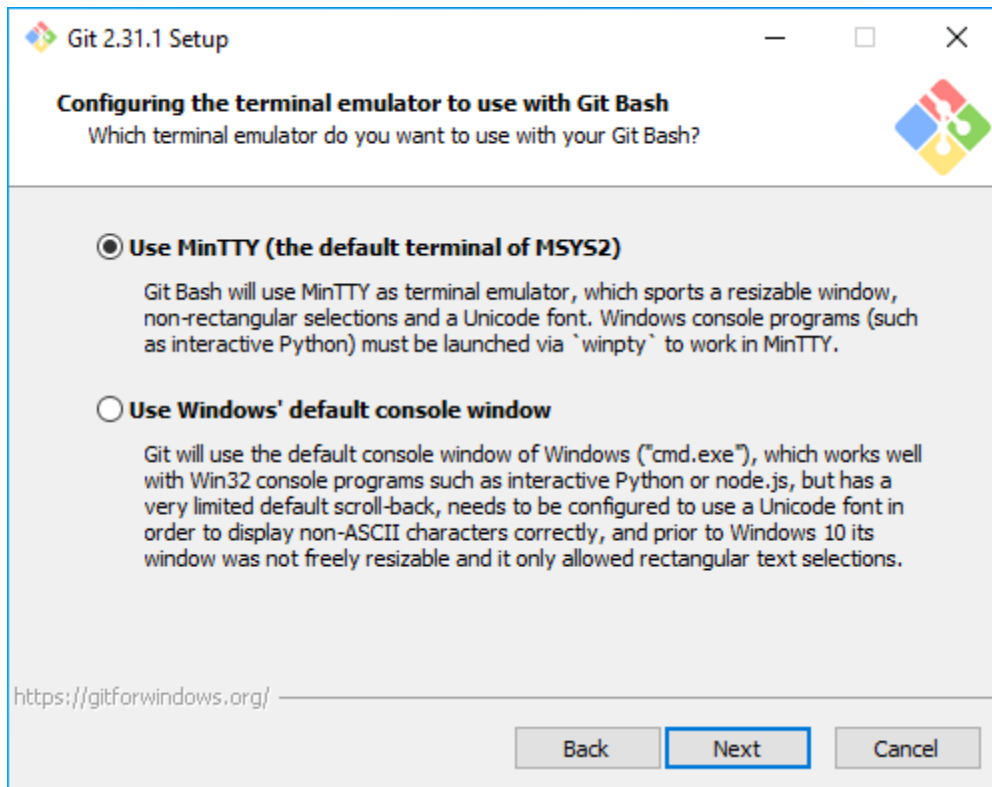 Git 2.31.1 Setup
Configuring the terminal emulator to use with Git Bash
Which terminal emulator do you want to use with your Git Bash?
Use MinTTY (the default terminal of MSYS2)
Git Bash will use MinTTY as terminal emulator, which sports a resizable window,
non-rectangular selections and a Unicode font. Windows console programs (such
as interactive Python) must be launched via `winpty` to work in MinTTY.
Use Windows' default console window
Git will use the default console window of Windows ("cmd.exe"), which works well
with Win32 console programs such as interactive Python or node.js, but has a
very limited default scroll-back, needs to be configured to use a Unicode font in
order to display non-ASCII characters correctly, and prior to Windows 10 its
window was not freely resizable and it only allowed rectangular text selections.
https://gitforwindows.org/
Back Next Cancel